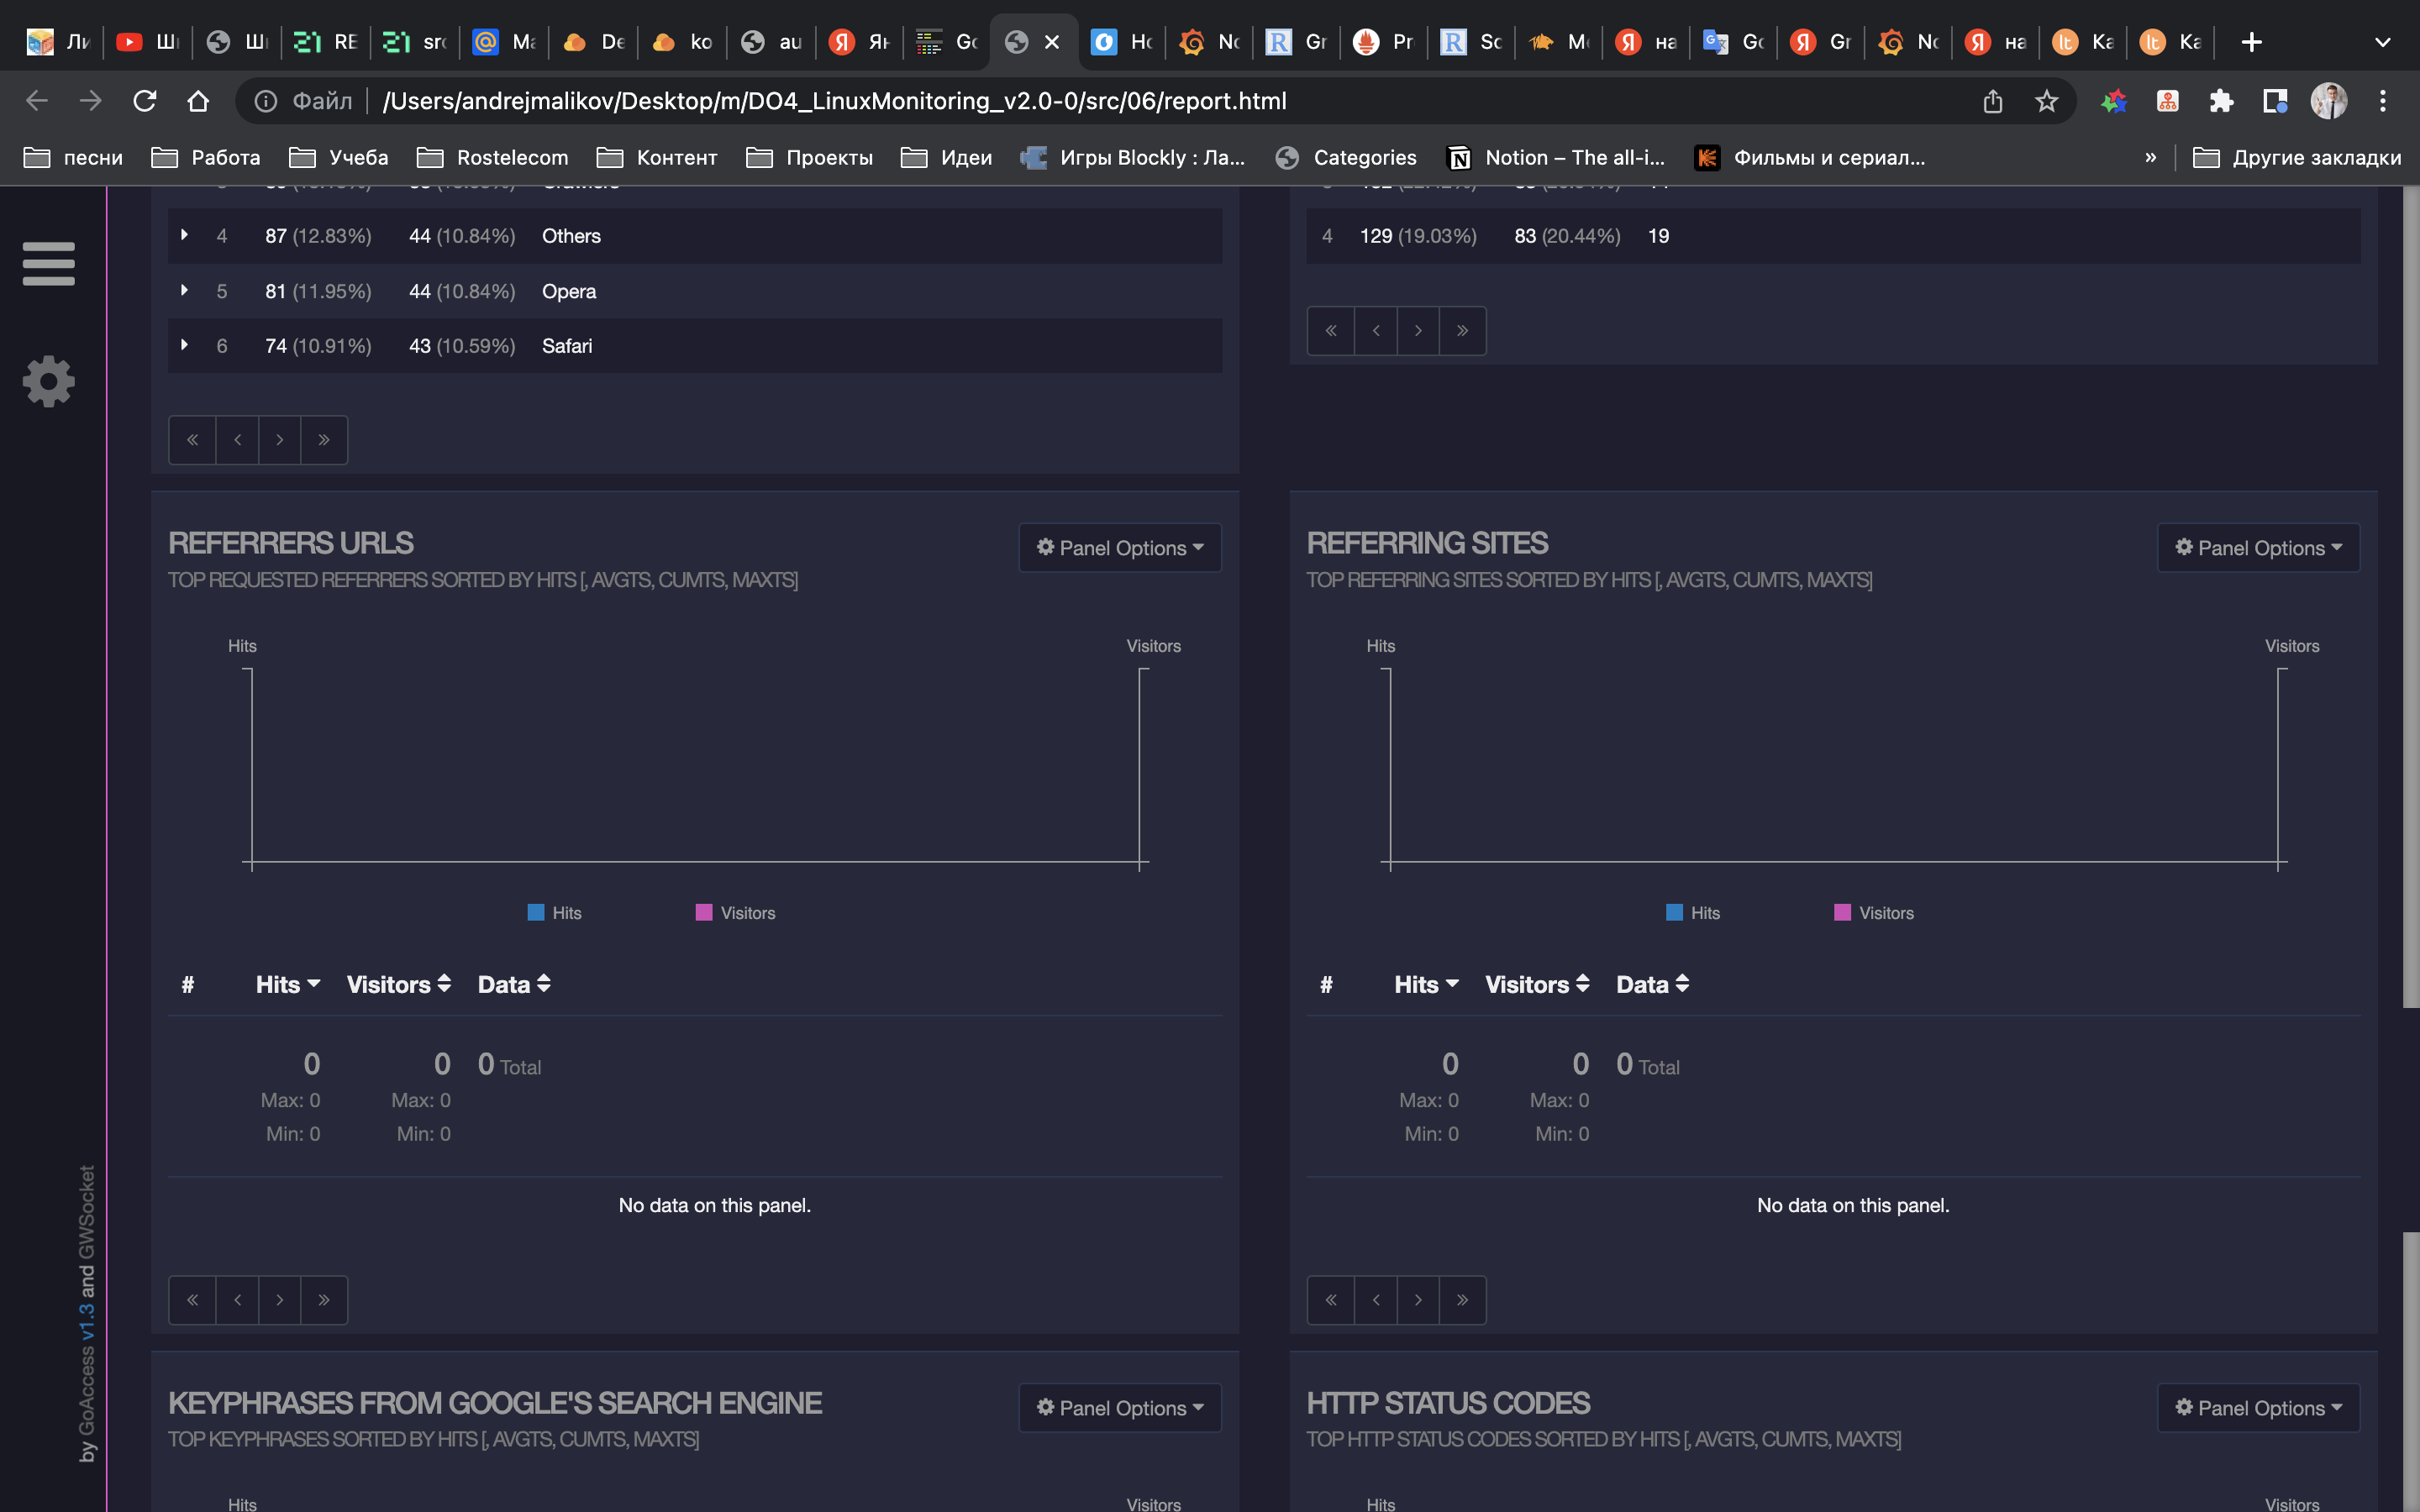 Ли
Ш
Ш
RE
src
Ма
De
ko
au
Ян
Go
Нс
Nс
Gr
Pr
Sc
Mе
на
Gc
Gr
Nс
на
Ка
Ка
Файл /Users/andrejmalikov/Desktop/m/DO4_LinuxMonitoring_v2.0-0/src/06/report.html
песни Работа Учеба Rostelecom Контент Проекты Идеи Игры Blockly : Ла... Categories Notion – The all-i... Фильмы и сериал... » Другие закладки
4 87 (12.83%) 44 (10.84%) Others
5 81 (11.95%) 44 (10.84%) Opera
6 74 (10.91%) 43 (10.59%) Safari
4 129 (19.03%) 83 (20.44%) 19
REFERRERS URLS
Panel Options
TOP REQUESTED REFERRERS SORTED BY HITS [, AVGTS, CUMTS, MAXTS]
Hits Visitors
Hits Visitors
# Hits Visitors Data
0 0 0 Total
Max: 0 Max: 0
Min: 0 Min: 0
No data on this panel.
REFERRING SITES
Panel Options
TOP REFERRING SITES SORTED BY HITS [, AVGTS, CUMTS, MAXTS]
Hits Visitors
Hits Visitors
# Hits Visitors Data
0 0 0 Total
Max: 0 Max: 0
Min: 0 Min: 0
No data on this panel.
KEYPHRASES FROM GOOGLE'S SEARCH ENGINE
Panel Options
TOP KEYPHRASES SORTED BY HITS [, AVGTS, CUMTS, MAXTS]
Hits Visitors
HTTP STATUS CODES
Panel Options
TOP HTTP STATUS CODES SORTED BY HITS [, AVGTS, CUMTS, MAXTS]
Hits Visitors
by GoAccess v1.3 and GWSocket